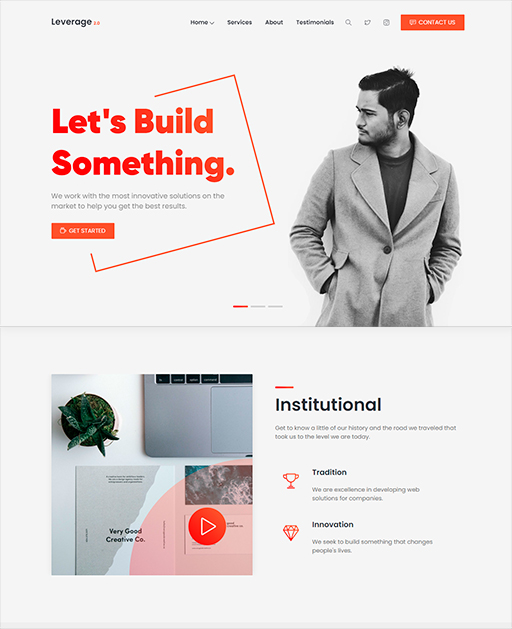 Leverage 2.0
Home Services About Testimonials CONTACT US
Let's Build
Something.
We work with the most innovative solutions on the
market to help you get the best results.
GET STARTED
command
Very Good
Creative Co.
Institutional
Get to know a little of our history and the road we traveled that
took us to the level we are today.
Tradition
We are excellence in developing web
solutions for companies.
Innovation
We seek to build something that changes
people's lives.